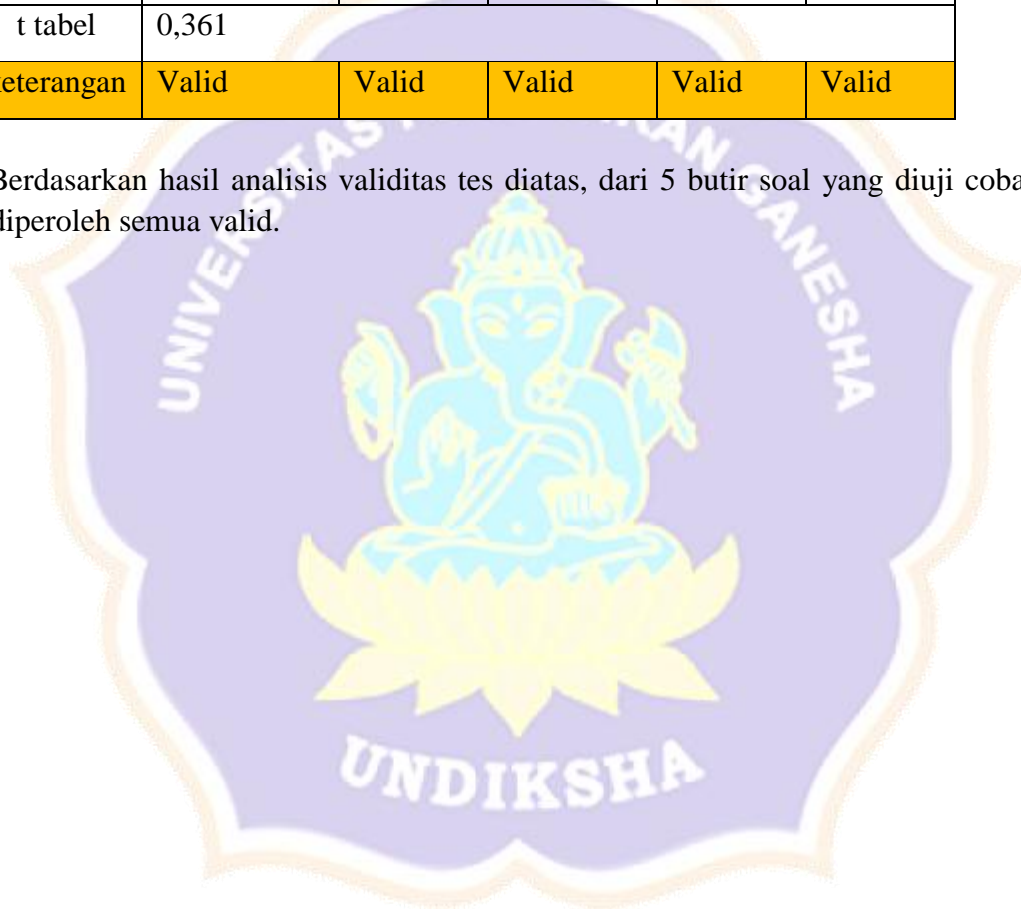 t tabel 0,361
keterangan Valid Valid Valid Valid Valid
Berdasarkan hasil analisis validitas tes diatas, dari 5 butir soal yang diuji coba
diperoleh semua valid.
UNIVERSITAS GANESHA
UNDIKSHA